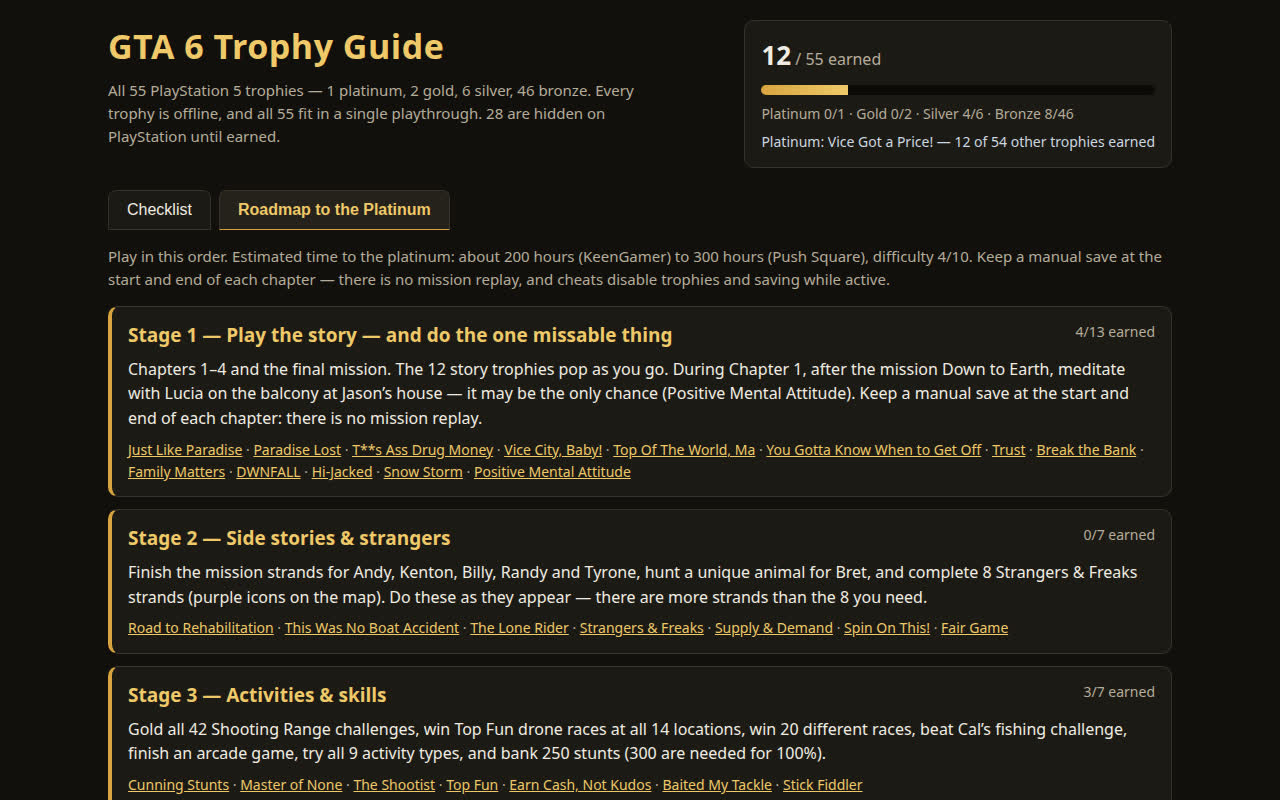 GTA 6 Trophy Guide
All 55 PlayStation 5 trophies — 1 platinum, 2 gold, 6 silver, 46 bronze. Every
trophy is offline, and all 55 fit in a single playthrough. 28 are hidden on
PlayStation until earned.
12 / 55 earned
Platinum 0/1 · Gold 0/2 · Silver 4/6 · Bronze 8/46
Platinum: Vice Got a Price! — 12 of 54 other trophies earned
Checklist
Roadmap to the Platinum
Play in this order. Estimated time to the platinum: about 200 hours (KeenGamer) to 300 hours (Push Square), difficulty 4/10. Keep a manual save at the
start and end of each chapter — there is no mission replay, and cheats disable trophies and saving while active.
Stage 1 — Play the story — and do the one missable thing
4/13 earned
Chapters 1–4 and the final mission. The 12 story trophies pop as you go. During Chapter 1, after the mission Down to Earth, meditate
with Lucia on the balcony at Jason’s house — it may be the only chance (Positive Mental Attitude). Keep a manual save at the start and
end of each chapter: there is no mission replay.
Just Like Paradise · Paradise Lost · T**s Ass Drug Money · Vice City, Baby! · Top Of The World, Ma · You Gotta Know When to Get Off · Trust · Break the Bank ·
Family Matters · DWNFALL · Hi-Jacked · Snow Storm · Positive Mental Attitude
Stage 2 — Side stories & strangers
0/7 earned
Finish the mission strands for Andy, Kenton, Billy, Randy and Tyrone, hunt a unique animal for Bret, and complete 8 Strangers & Freaks
strands (purple icons on the map). Do these as they appear — there are more strands than the 8 you need.
Road to Rehabilitation · This Was No Boat Accident · The Lone Rider · Strangers & Freaks · Supply & Demand · Spin On This! · Fair Game
Stage 3 — Activities & skills
3/7 earned
Gold all 42 Shooting Range challenges, win Top Fun drone races at all 14 locations, win 20 different races, beat Cal’s fishing challenge,
finish an arcade game, try all 9 activity types, and bank 250 stunts (300 are needed for 100%).
Cunning Stunts · Master of None · The Shootist · Top Fun · Earn Cash, Not Kudos · Baited My Tackle · Stick Fiddler